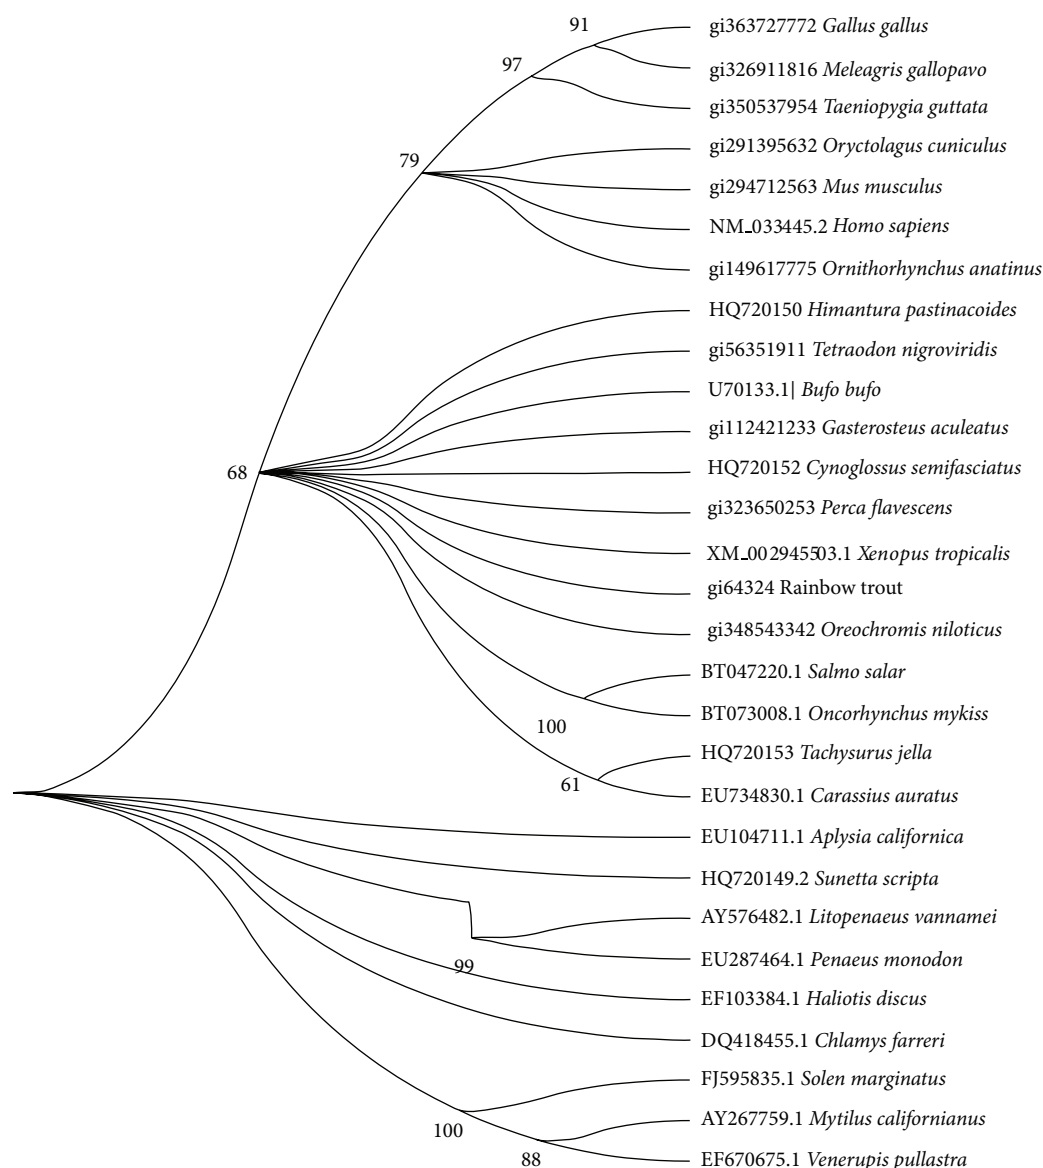 91
gi363727772 Gallus gallus
97
gi326911816 Meleagris gallopavo
gi350537954 Taeniopygia guttata
79
gi291395632 Oryctolagus cuniculus
gi294712563 Mus musculus
NM_033445.2 Homo sapiens
gi149617775 Ornithorhynchus anatinus
HQ720150 Himantura pastinacoides
gi56351911 Tetraodon nigroviridis
U70133.1| Bufo bufo
gi112421233 Gasterosteus aculeatus
68
HQ720152 Cynoglossus semifasciatus
gi323650253 Perca flavescens
XM_002945503.1 Xenopus tropicalis
gi64324 Rainbow trout
gi348543342 Oreochromis niloticus
BT047220.1 Salmo salar
BT073008.1 Oncorhynchus mykiss
100
HQ720153 Tachysurus jella
61
EU734830.1 Carassius auratus
EU104711.1 Aplysia californica
HQ720149.2 Sunetta scripta
AY576482.1 Litopenaeus vannamei
EU287464.1 Penaeus monodon
99
EF103384.1 Haliotis discus
DQ418455.1 Chlamys farreri
FJ595835.1 Solen marginatus
AY267759.1 Mytilus californianus
100
88
EF670675.1 Venerupis pullastra